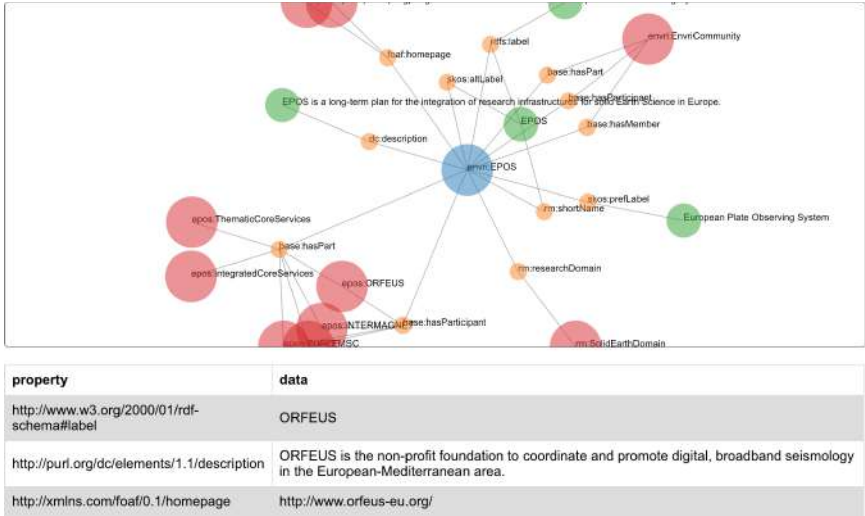 envri:EnvriCommunity
rdfs:label
foaf:homepage
base:hasPart
skos:altLabel
base:hasParticipant
EPOS is a long-term plan for the integration of research infrastructures for solid Earth Science in Europe.
EPOS
base:hasMember
dc:description
envri:EPOS
skos:prefLabel
rm:shortName
European Plate Observing System
epos:ThematicCoreServices
base:hasPart
epos:IntegratedCoreServices
rm:researchDomain
epos:ORFEUS
epos:INTERMAGNET
base:hasParticipant
rm:SolidEarthDomain
property data
http://www.w3.org/2000/01/rdf-
schema#label
ORFEUS
http://purl.org/dc/elements/1.1/description
ORFEUS is the non-profit foundation to coordinate and promote digital, broadband seismology
in the European-Mediterranean area.
http://xmlns.com/foaf/0.1/homepage http://www.orfeus-eu.org/